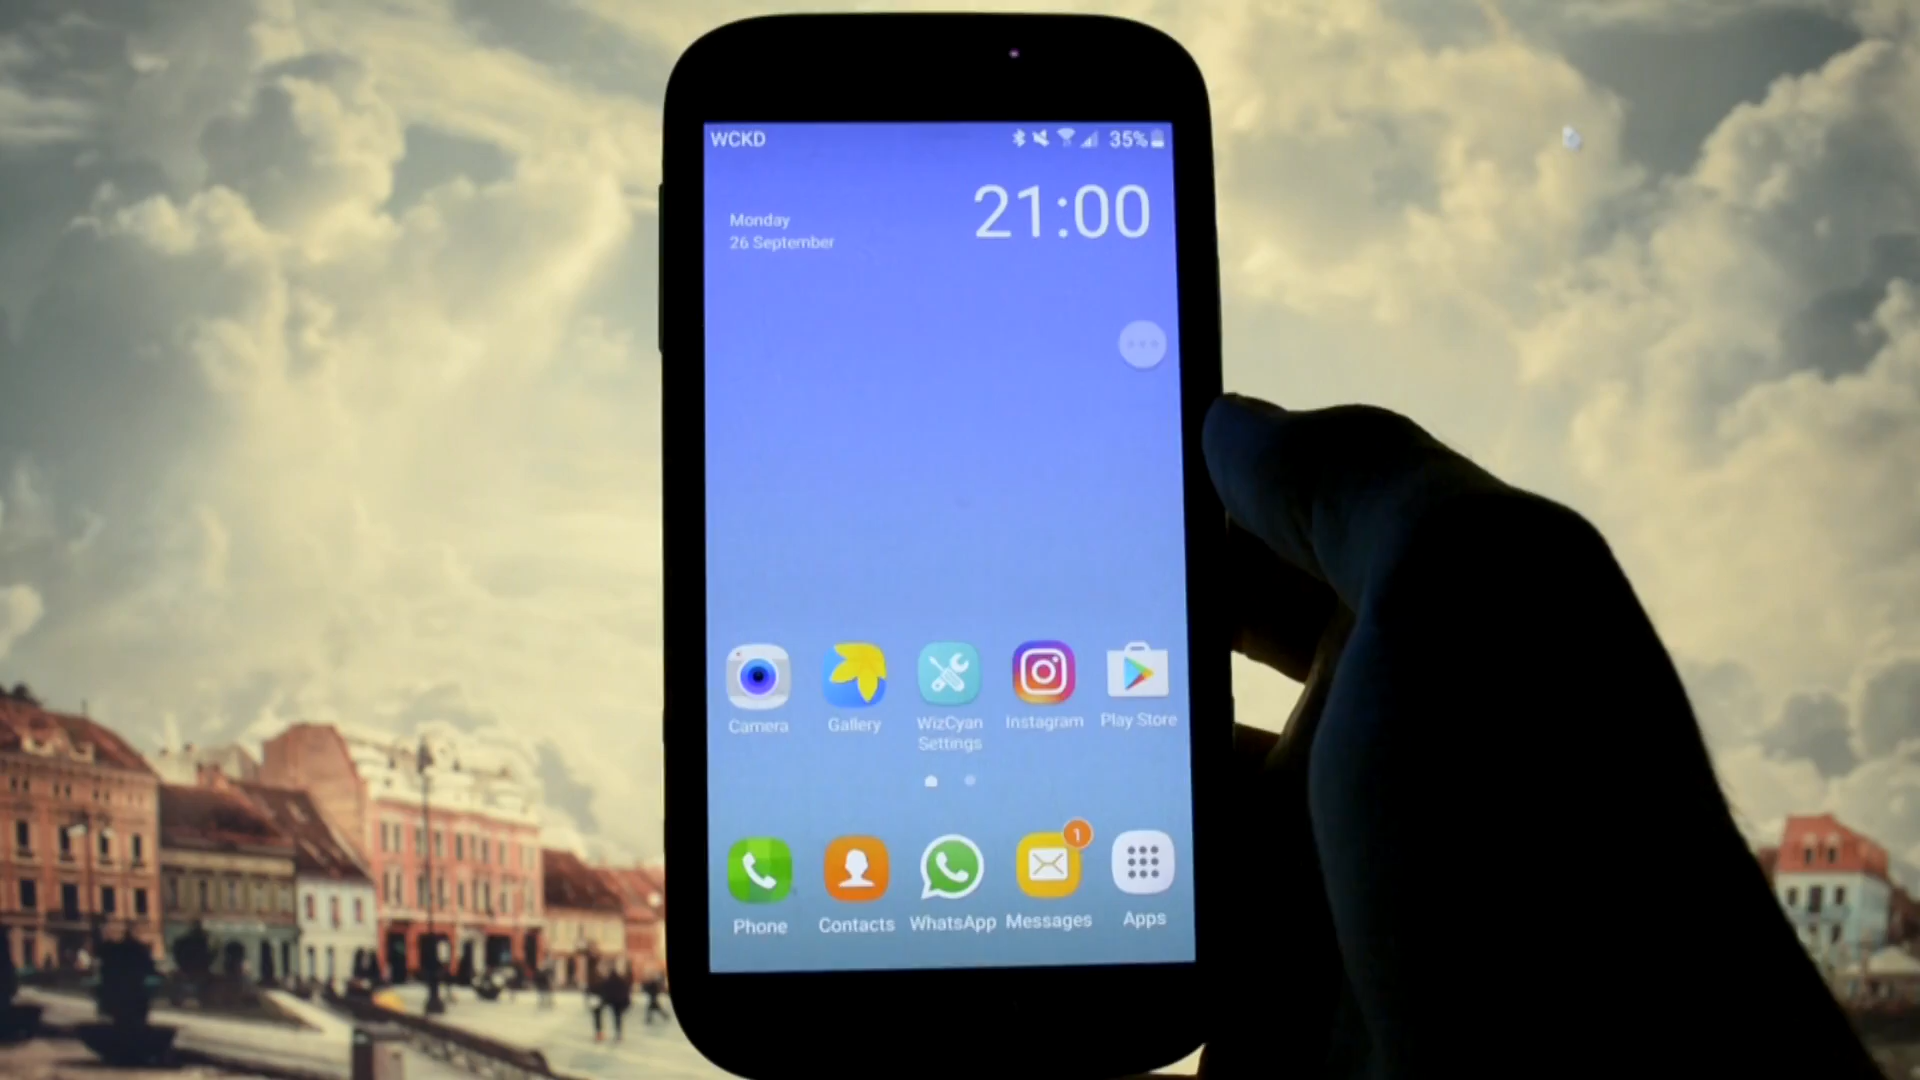 WCKD 35%
21:00
Monday
26 September
Camera Gallery WizCyan Settings Instagram Play Store
1
Phone Contacts WhatsApp Messages Apps